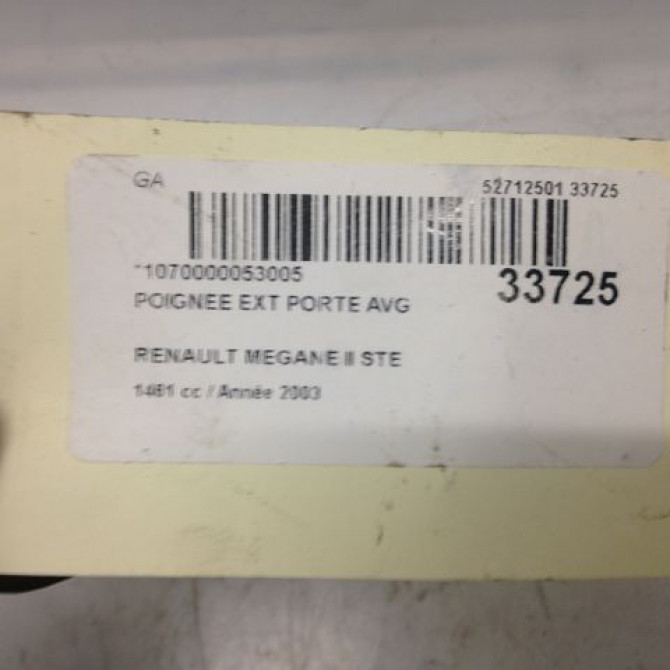 GA
52712501 33725
*1070000053005
33725
POIGNEE EXT PORTE AVG
RENAULT MEGANE II STE
1461 cc / Année 2003